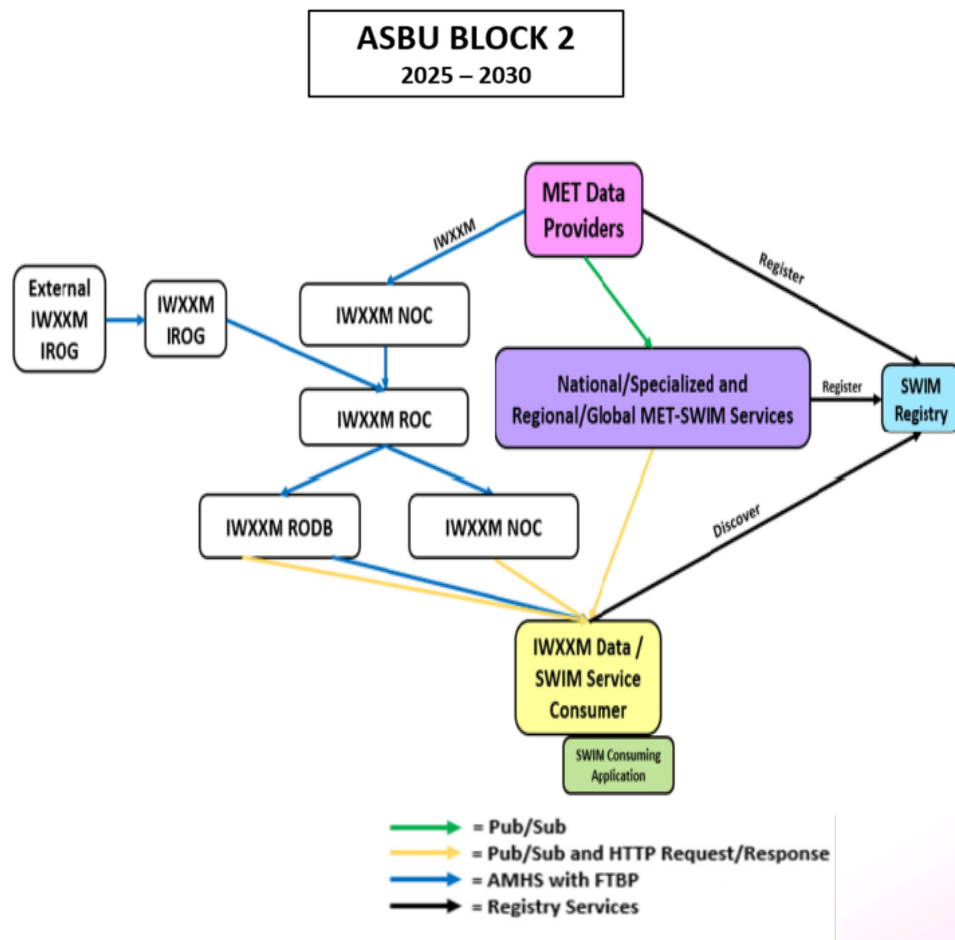 ASBU BLOCK 2
2025 – 2030
MET Data
Providers
IWXXM
Register
External
IWXXM
IROG
IWXXM
IROG
IWXXM NOC
National/Specialized and
Regional/Global MET-SWIM Services
Register
SWIM
Registry
IWXXM ROC
IWXXM RODB
IWXXM NOC
Discover
IWXXM Data /
SWIM Service
Consumer
SWIM Consuming
Application
= Pub/Sub
= Pub/Sub and HTTP Request/Response
= AMHS with FTBP
= Registry Services